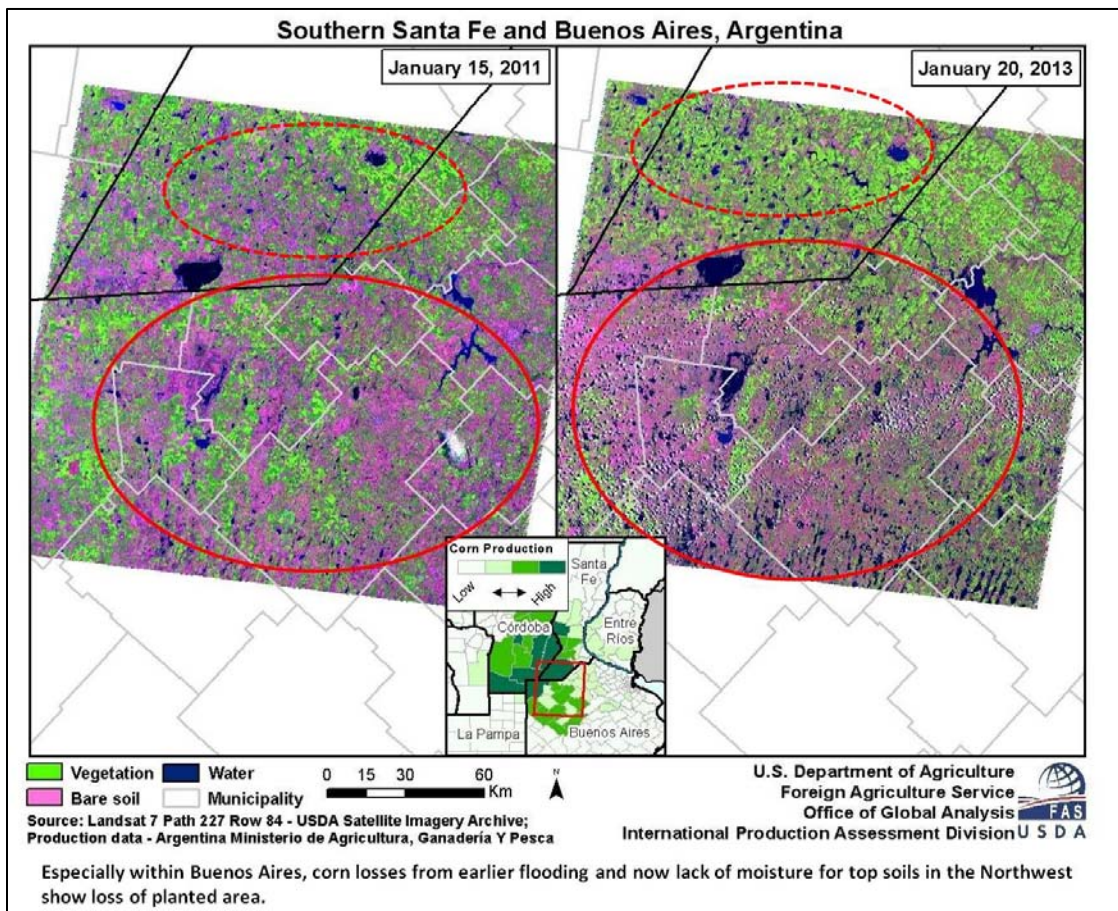 Southern Santa Fe and Buenos Aires, Argentina
January 15, 2011
January 20, 2013
Corn Production
Low
High
Santa
Fe
Córdoba
Entre
Ríos
La Pampa
Buenos Aires
Vegetation
Water
Bare soil
Municipality
0 15 30 60
Km
N
Source: Landsat 7 Path 227 Row 84 - USDA Satellite Imagery Archive;
Production data - Argentina Ministerio de Agricultura, Ganadería Y Pesca
U.S. Department of Agriculture
Foreign Agriculture Service
Office of Global Analysis
International Production Assessment Division
FAS
USDA
Especially within Buenos Aires, corn losses from earlier flooding and now lack of moisture for top soils in the Northwest
show loss of planted area.